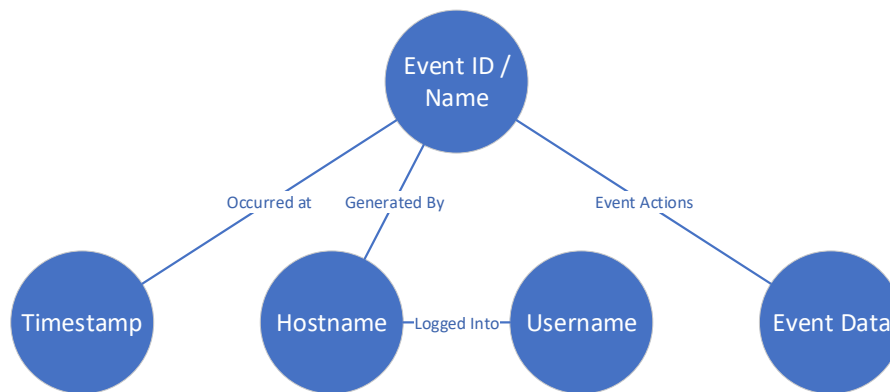 Event ID /
Name
Occurred at
Generated By
Event Actions
Timestamp
Hostname
Logged Into
Username
Event Data